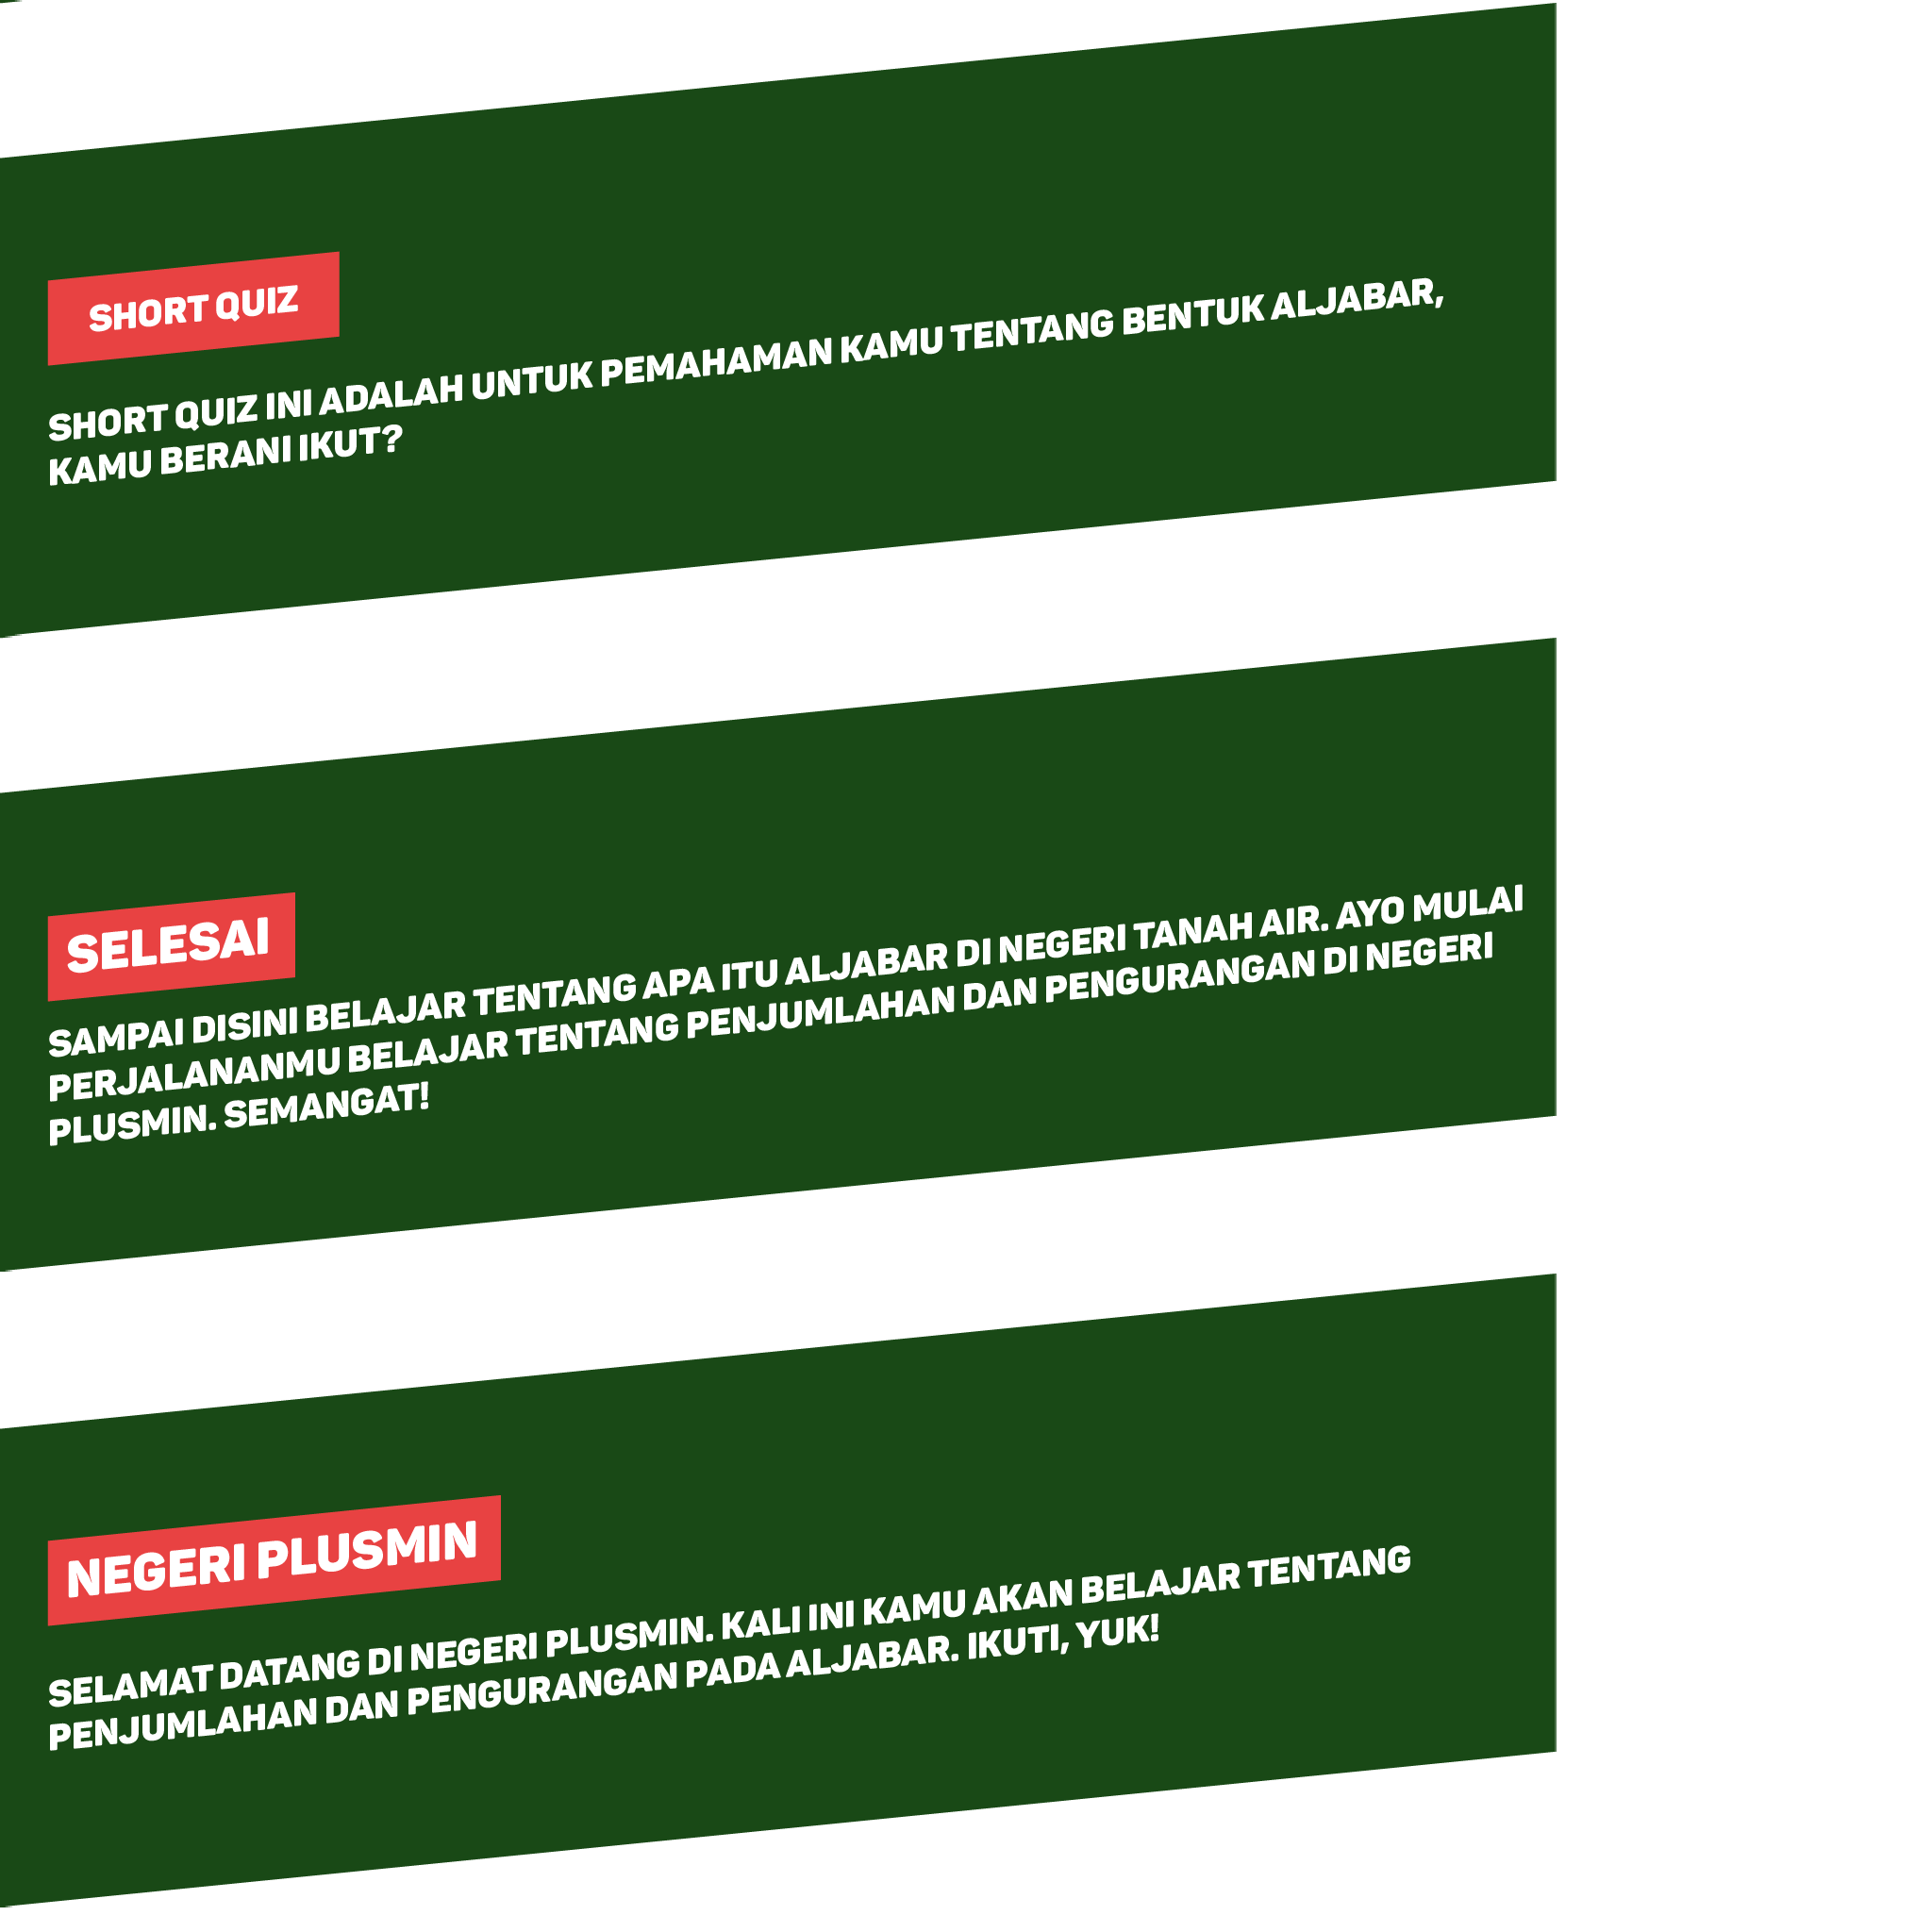 SHORT QUIZ
SHORT QUIZ INI ADALAH UNTUK PEMAHAMAN KAMU TENTANG BENTUK ALJABAR,
KAMU BERANI IKUT?
SELESAI
SAMPAI DISINI BELAJAR TENTANG APA ITU ALJABAR DI NEGERI TANAH AIR. AYO MULAI
PERJALANANMU BELAJAR TENTANG PENJUMLAHAN DAN PENGURANGAN DI NEGERI
PLUSMIN. SEMANGAT!
NEGERI PLUSMIN
SELAMAT DATANG DI NEGERI PLUSMIN. KALI INI KAMU AKAN BELAJAR TENTANG
PENJUMLAHAN DAN PENGURANGAN PADA ALJABAR. IKUTI, YUK!